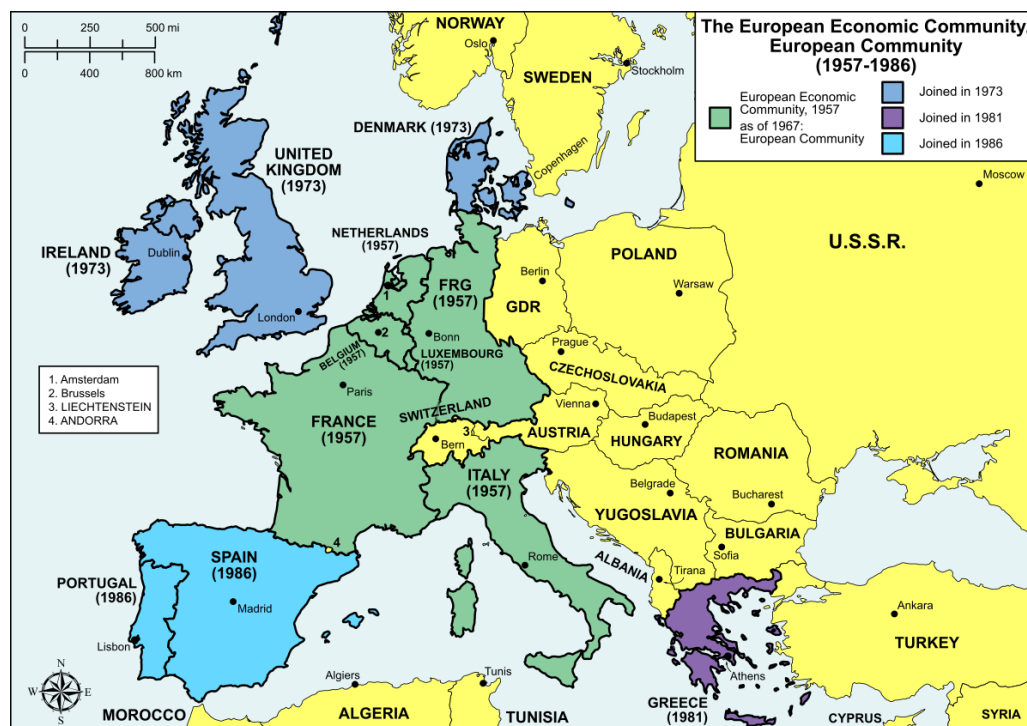 The European Economic Community,
European Community
(1957-1986)
European Economic
Community, 1957
as of 1967:
European Community
Joined in 1973
Joined in 1981
Joined in 1986
0 250 500 mi
0 400 800 km
NORWAY
Oslo
SWEDEN
Stockholm
DENMARK (1973)
Copenhagen
Moscow
UNITED
KINGDOM
(1973)
IRELAND
(1973)
Dublin
London
NETHERLANDS
(1957)
1
FRG
(1957)
Berlin
GDR
POLAND
Warsaw
U.S.S.R.
2
Bonn
BELGIUM
(1957)
LUXEMBOURG
(1957)
Prague
CZECHOSLOVAKIA
1. Amsterdam
2. Brussels
3. LIECHTENSTEIN
4. ANDORRA
Paris
FRANCE
(1957)
SWITZERLAND
3
Bern
Vienna
AUSTRIA
Budapest
HUNGARY
ROMANIA
Bucharest
ITALY
(1957)
Belgrade
YUGOSLAVIA
BULGARIA
Sofia
4
Rome
ALBANIA
Tirana
SPAIN
(1986)
Madrid
PORTUGAL
(1986)
Lisbon
Ankara
TURKEY
Athens
GREECE
(1981)
N
W E
S
Algiers
Tunis
MOROCCO
ALGERIA
TUNISIA
CYPRUS
SYRIA